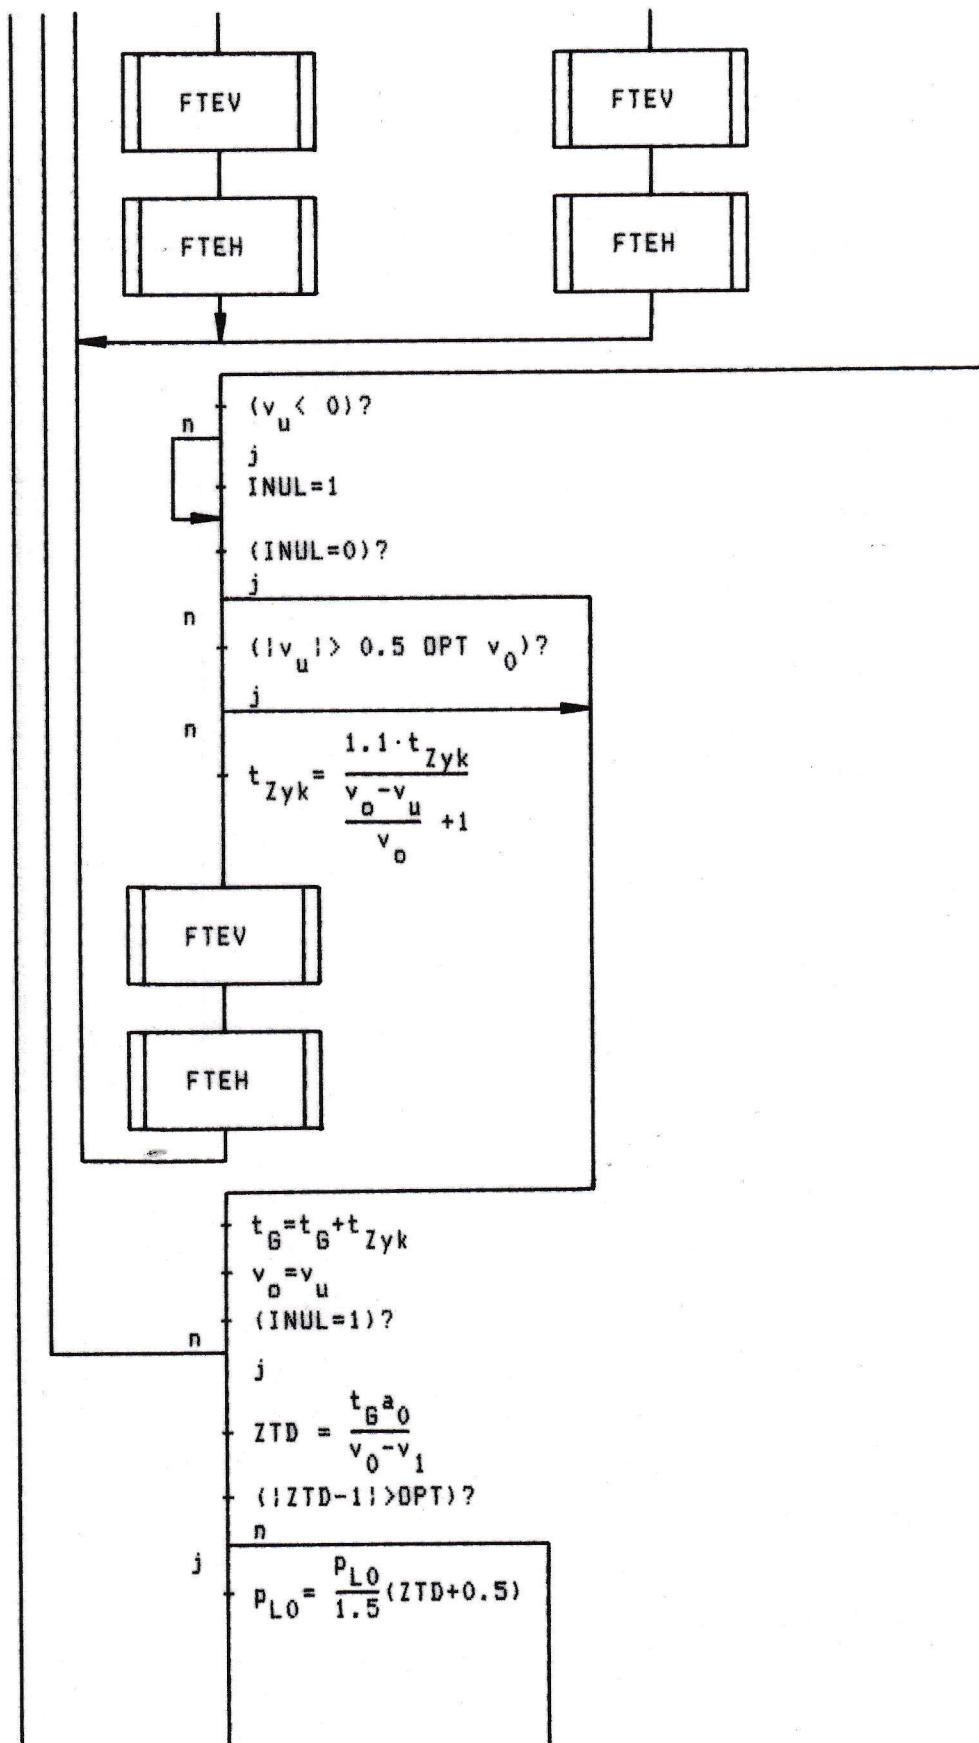 FTEV FTEV
FTEH FTEH
(v_u < 0)?
n
j
INUL=1
(INUL=0)?
j
n
(|v_u|> 0.5 OPT v_0)?
j
n
t_Zyk = 1.1·t_Zyk
v_o-v_u
v_o
+1
FTEV
FTEH
t_G=t_G+t_Zyk
v_o=v_u
(INUL=1)?
n
j
ZTD = t_G a_0
v_0-v_1
(|ZTD-1|>OPT)?
n
j
p_L0= p_L0
1.5
(ZTD+0.5)